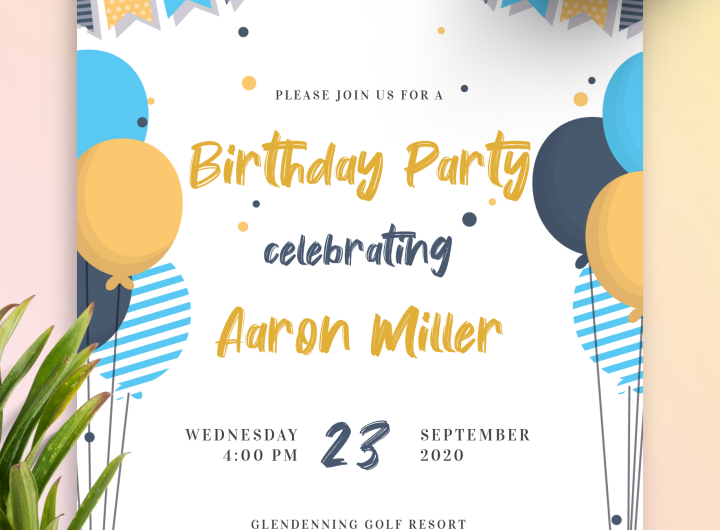 PLEASE JOIN US FOR A
Birthday Party
celebrating
Aaron Miller
WEDNESDAY 23 SEPTEMBER
4:00 PM 2020
GLENDENNING GOLF RESORT